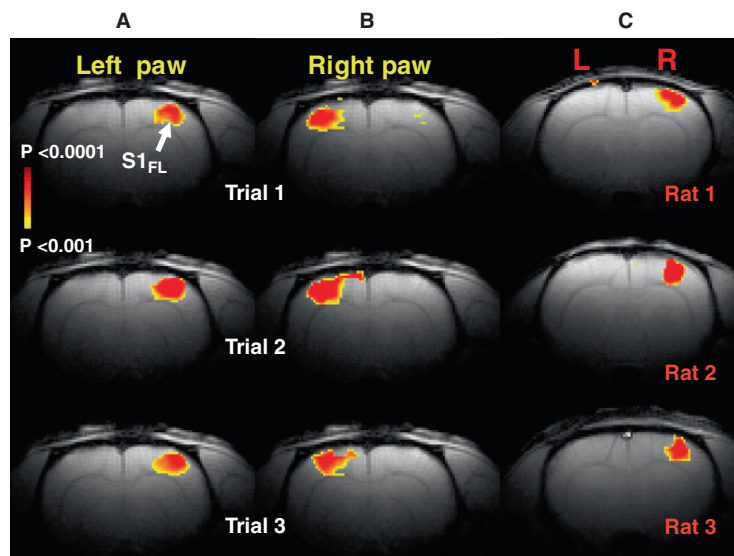 A B C
Left paw Right paw L R
P <0.0001
S1FL
Trial 1 Rat 1
P <0.001
Trial 2 Rat 2
Trial 3 Rat 3